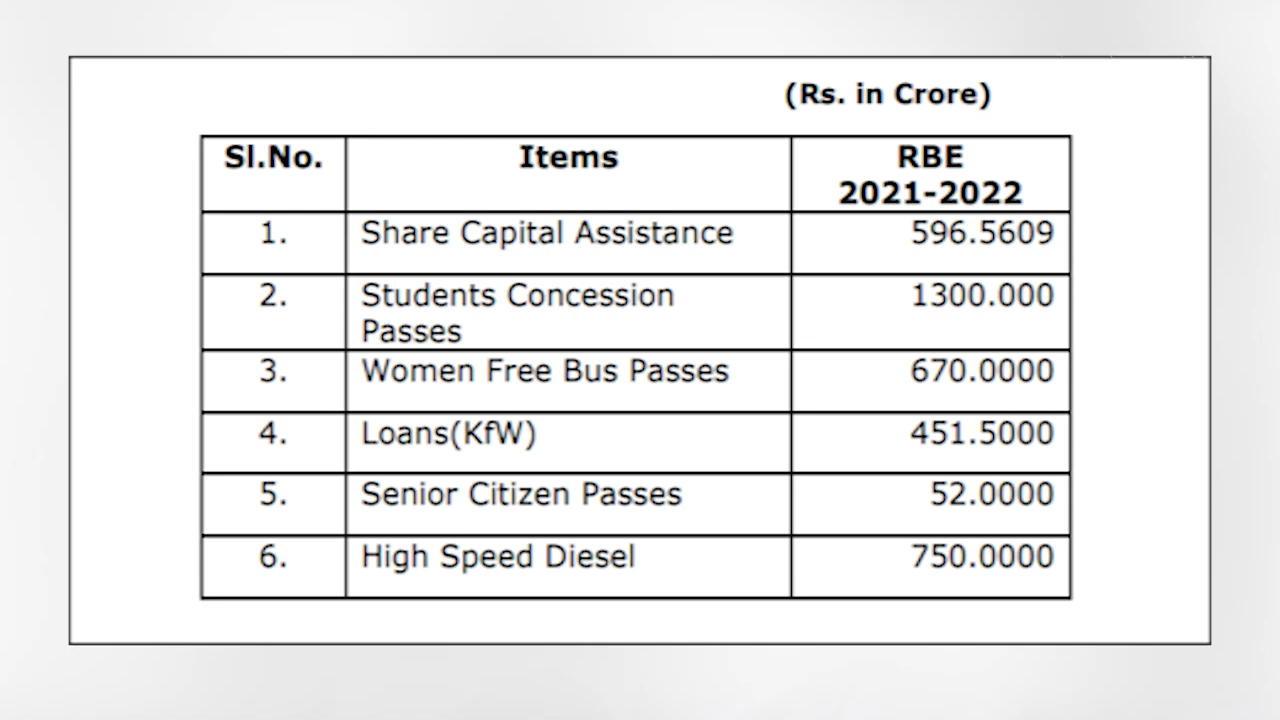 (Rs. in Crore)
Sl.No. Items RBE
2021-2022
1. Share Capital Assistance 596.5609
2. Students Concession 1300.000
Passes
3. Women Free Bus Passes 670.0000
4. Loans(KfW) 451.5000
5. Senior Citizen Passes 52.0000
6. High Speed Diesel 750.0000